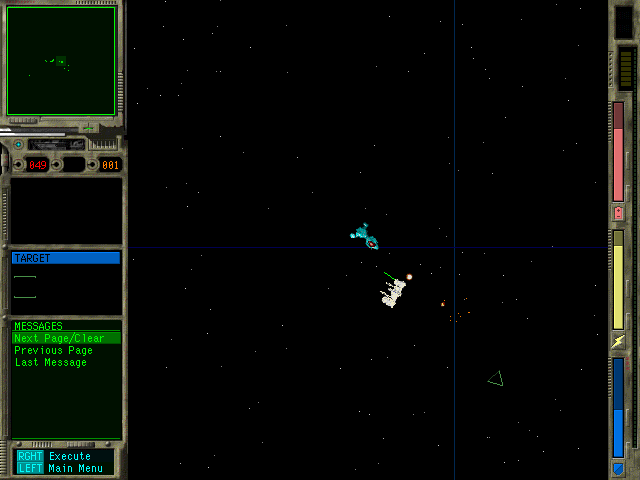 049
001
TARGET
MESSAGES
Next Page/Clear
Previous Page
Last Message
RGHT Execute
LEFT Main Menu